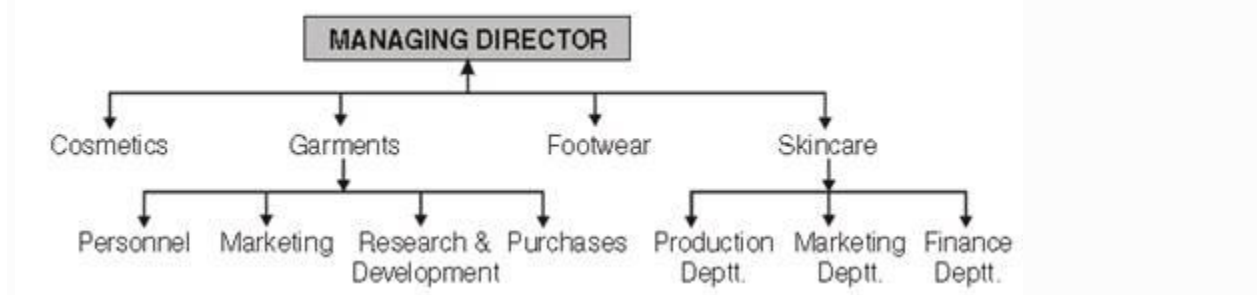 MANAGING DIRECTOR
Cosmetics Garments Footwear Skincare
Personnel Marketing Research & Purchases Production Marketing Finance
Development Deptt. Deptt. Deptt.